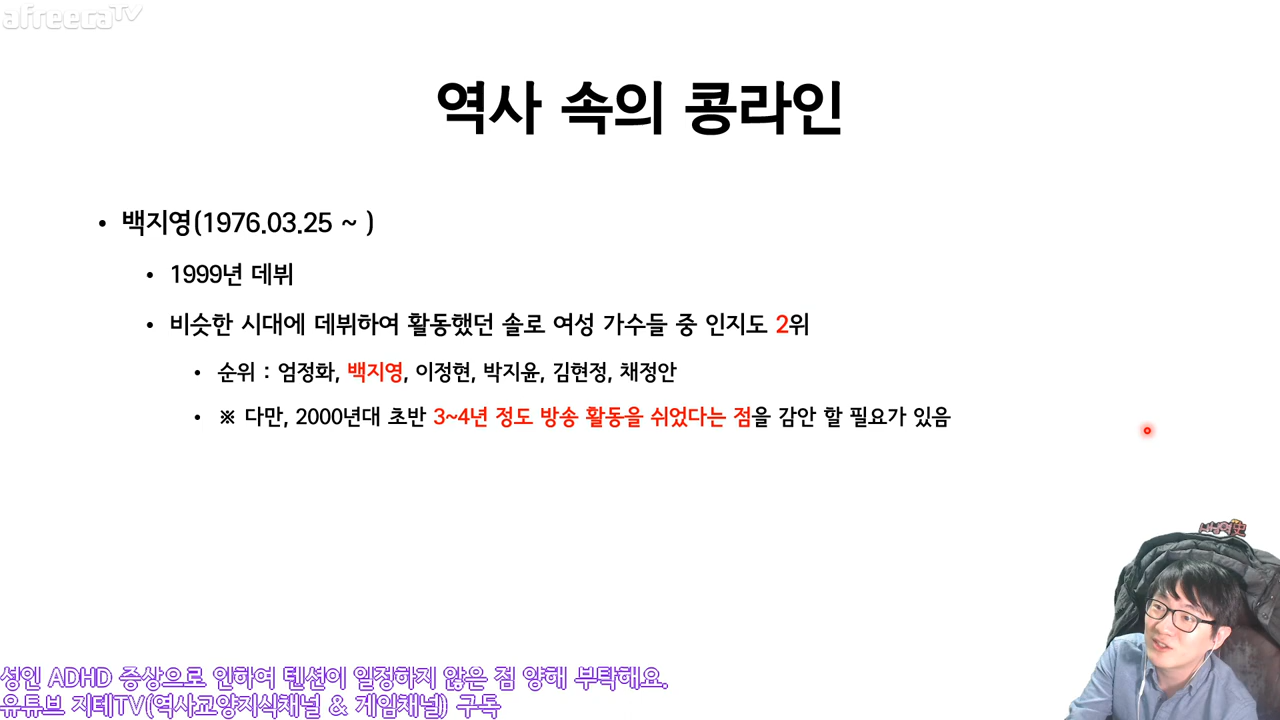 afreecaTV
역사 속의 콩라인
• 백지영(1976.03.25 ~ )
• 1999년 데뷔
• 비슷한 시대에 데뷔하여 활동했던 솔로 여성 가수들 중 인지도 2위
• 순위 : 엄정화, 백지영, 이정현, 박지윤, 김현정, 채정안
• ※ 다만, 2000년대 초반 3~4년 정도 방송 활동을 쉬었다는 점을 감안 할 필요가 있음
성인 ADHD 증상으로 인하여 텐션이 일정하지 않은 점 양해 부탁해요.
유튜브 지테TV(역사교양지식채널 & 게임채널) 구독